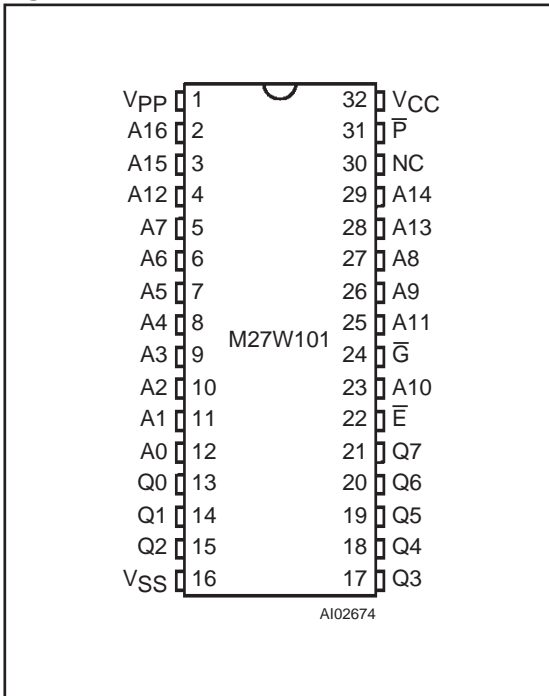 VPP 1 32 VCC
A16 2 31 P̅
A15 3 30 NC
A12 4 29 A14
A7 5 28 A13
A6 6 27 A8
A5 7 26 A9
A4 8 25 A11
M27W101
A3 9 24 G̅
A2 10 23 A10
A1 11 22 E̅
A0 12 21 Q7
Q0 13 20 Q6
Q1 14 19 Q5
Q2 15 18 Q4
VSS 16 17 Q3
AI02674